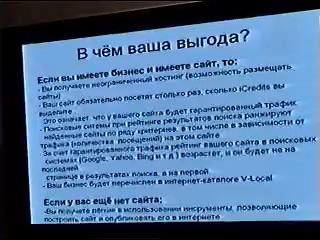 В чём ваша выгода?
Если вы имеете бизнес и имеете сайт, то:
- Вы получаете неограниченный хостинг (возможность размещать
сайты)
- Ваш сайт обязательно посетят столько раз, сколько iCredits вы
выделите
Это означает, что у вашего сайта будет гарантированный трафик
- Поисковые системы при рейтинге результатов поиска ранжируют
найденные сайты по ряду критериев, в том числе в зависимости от
трафика (количества посещений) на этом сайте
- За счет гарантированного трафика рейтинг вашего сайта в поисковых
системах (Google, Yahoo, Bing и т.д.) возрастет, и он будет не на
последней
странице в результатах поиска, а на первой
- Ваш бизнес будет перечислен в интернет-каталоге V-Local
Если у вас ещё нет сайта:
- Вы получите легкие в использовании инструменты, позволяющие
построить сайт и опубликовать его в интернете